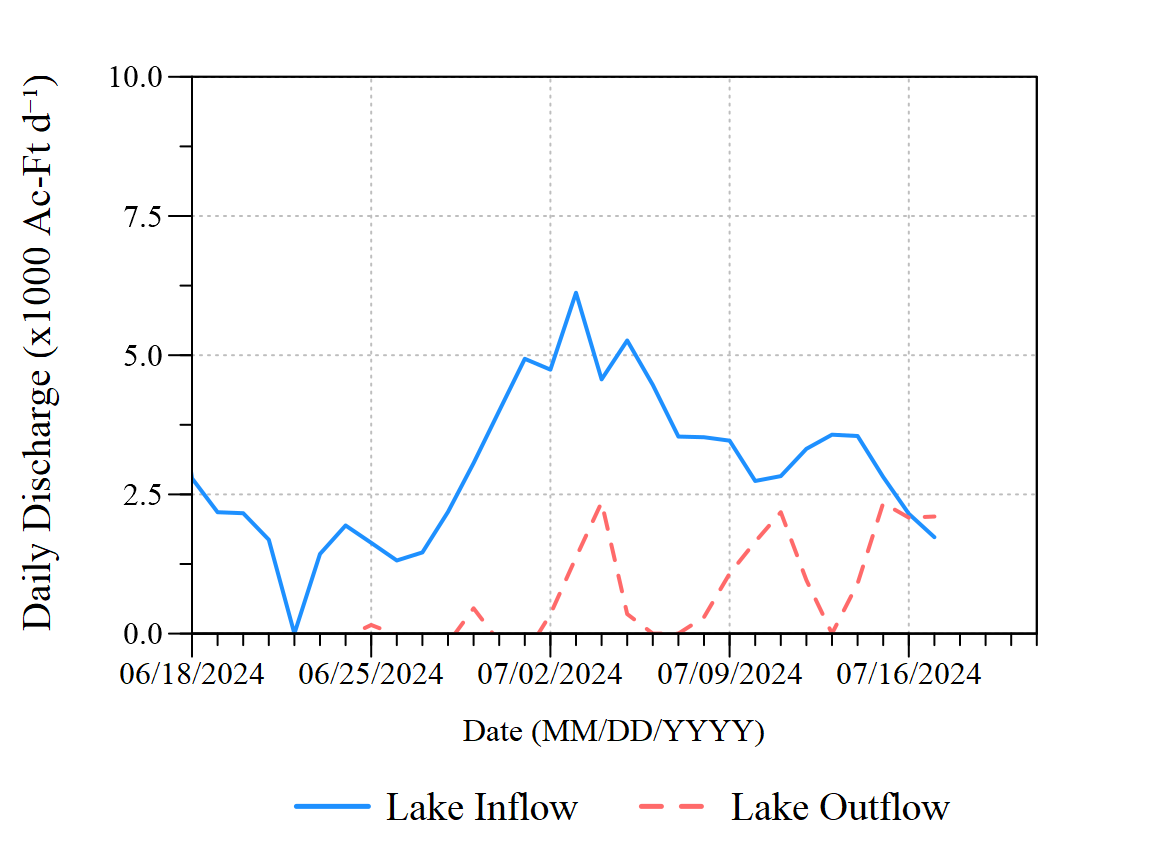 Daily Discharge (x1000 Ac-Ft d⁻¹)
10.0
7.5
5.0
2.5
0.0
06/18/2024 06/25/2024 07/02/2024 07/09/2024 07/16/2024
Date (MM/DD/YYYY)
Lake Inflow Lake Outflow